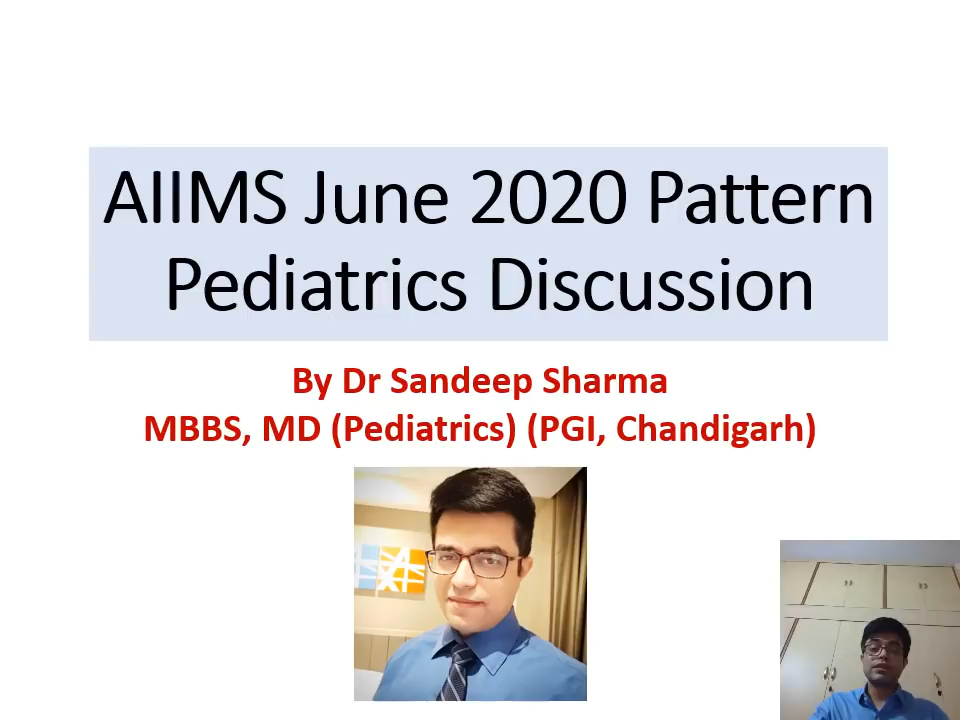 AIIMS June 2020 Pattern
Pediatrics Discussion
By Dr Sandeep Sharma
MBBS, MD (Pediatrics) (PGI, Chandigarh)